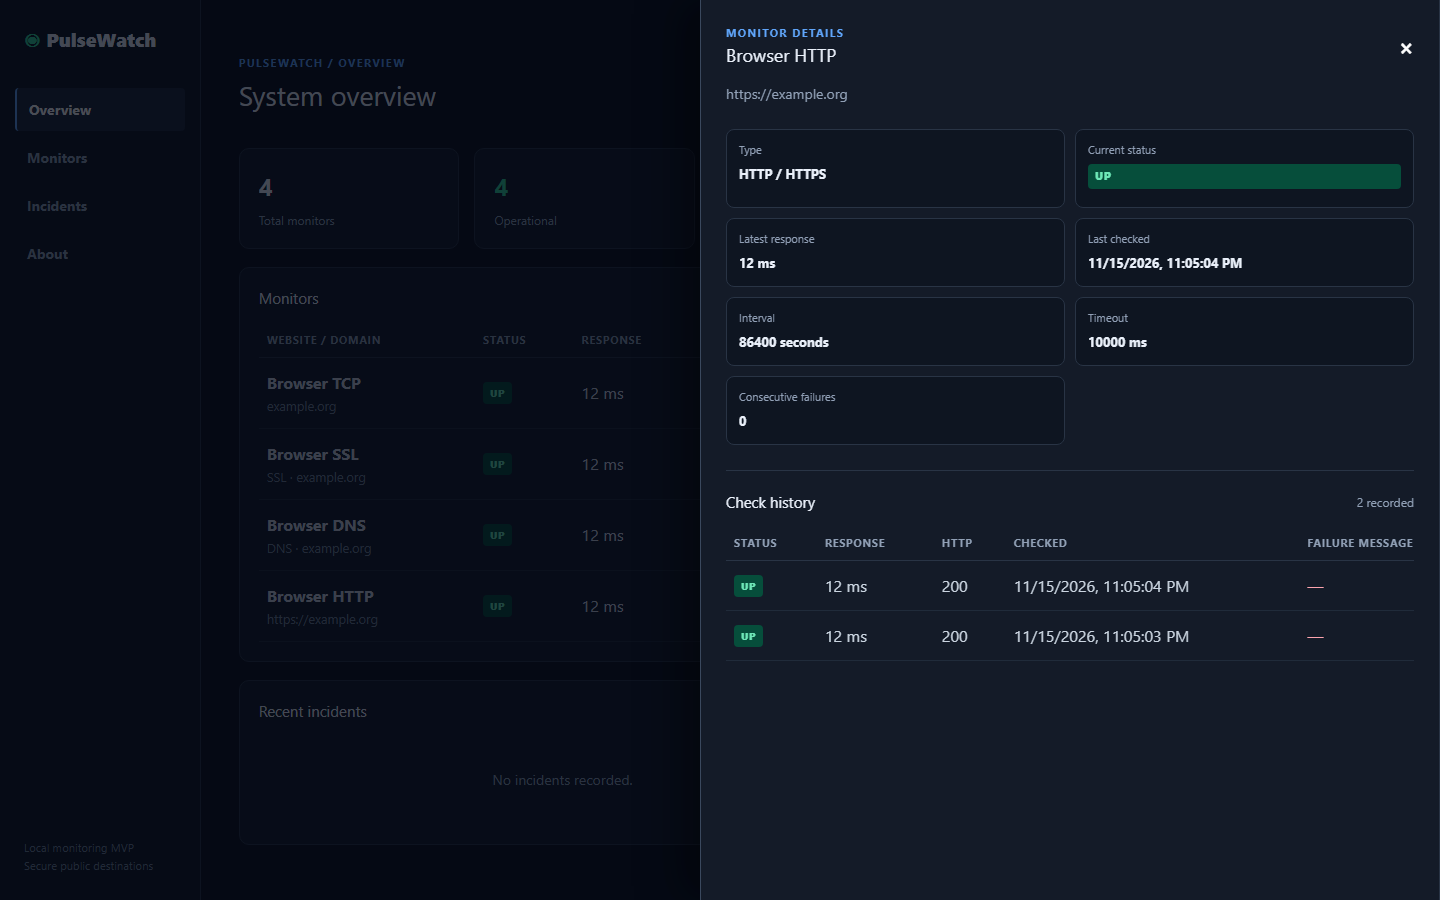 PulseWatch
Overview
Monitors
Incidents
About
Local monitoring MVP
Secure public destinations
PULSEWATCH / OVERVIEW
System overview
4
Total monitors
4
Operational
Monitors
WEBSITE / DOMAIN STATUS RESPONSE
Browser TCP
example.org
UP 12 ms
Browser SSL
SSL · example.org
UP 12 ms
Browser DNS
DNS · example.org
UP 12 ms
Browser HTTP
https://example.org
UP 12 ms
Recent incidents
No incidents recorded.
MONITOR DETAILS
Browser HTTP
https://example.org
Type
HTTP / HTTPS
Current status
UP
Latest response
12 ms
Last checked
11/15/2026, 11:05:04 PM
Interval
86400 seconds
Timeout
10000 ms
Consecutive failures
0
Check history 2 recorded
STATUS RESPONSE HTTP CHECKED FAILURE MESSAGE
UP 12 ms 200 11/15/2026, 11:05:04 PM —
UP 12 ms 200 11/15/2026, 11:05:03 PM —